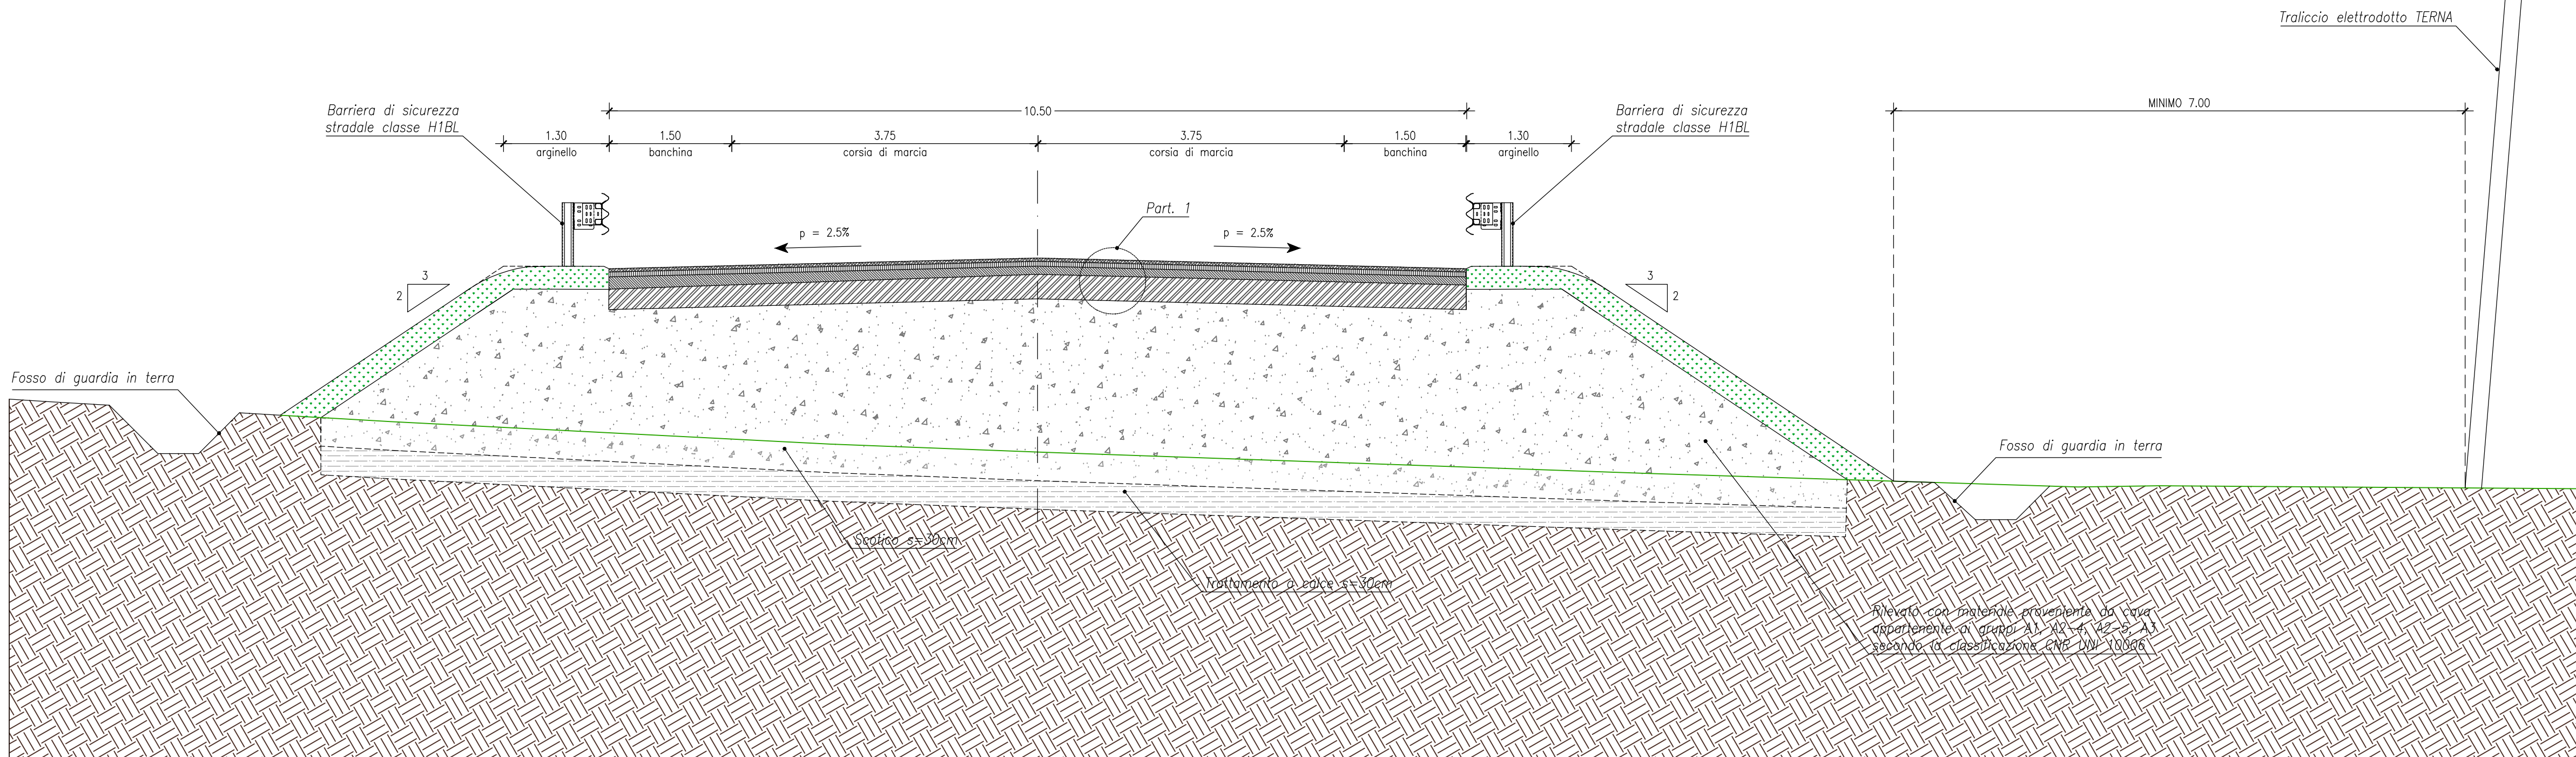 Traliccio elettrodotto TERNA
Barriera di sicurezza
stradale classe H1BL
10.50
Barriera di sicurezza
stradale classe H1BL
MINIMO 7.00
1.30
arginello
1.50
banchina
3.75
corsia di marcia
3.75
corsia di marcia
1.50
banchina
1.30
arginello
Part. 1
p = 2.5%
p = 2.5%
3
2
3
2
Fosso di guardia in terra
Fosso di guardia in terra
Scotico s=30cm
Trattamento a calce s=30cm
Rilevato con materiale proveniente da cava
appartenente ai gruppi A1, A2-4, A2-5, A3
secondo la classificazione CNR UNI 10006